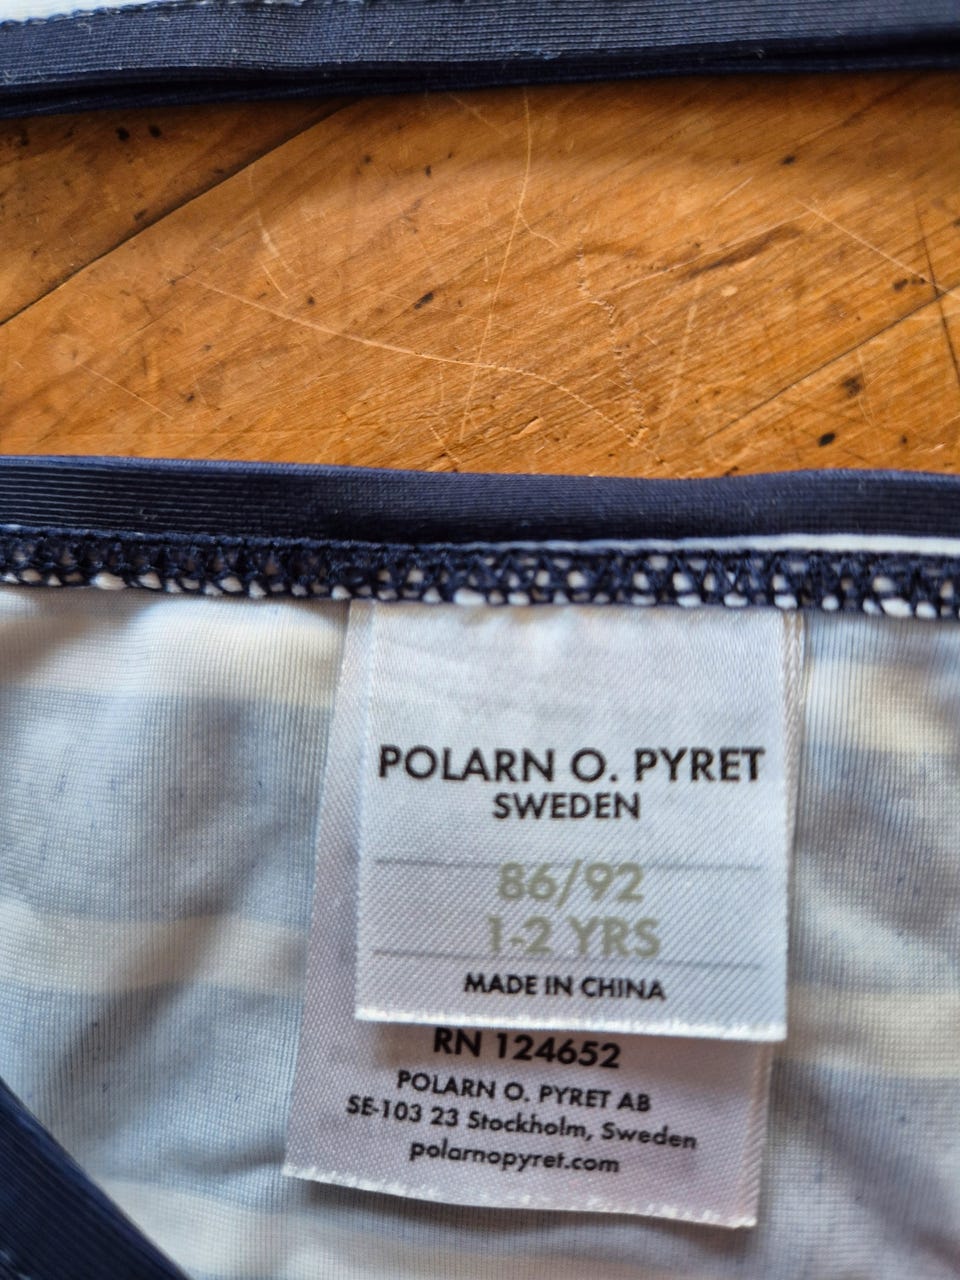 POLARN O. PYRET
SWEDEN
86/92
1-2 YRS
MADE IN CHINA
RN 124652
POLARN O. PYRET AB
SE-103 23 Stockholm, Sweden
polarnopyret.com